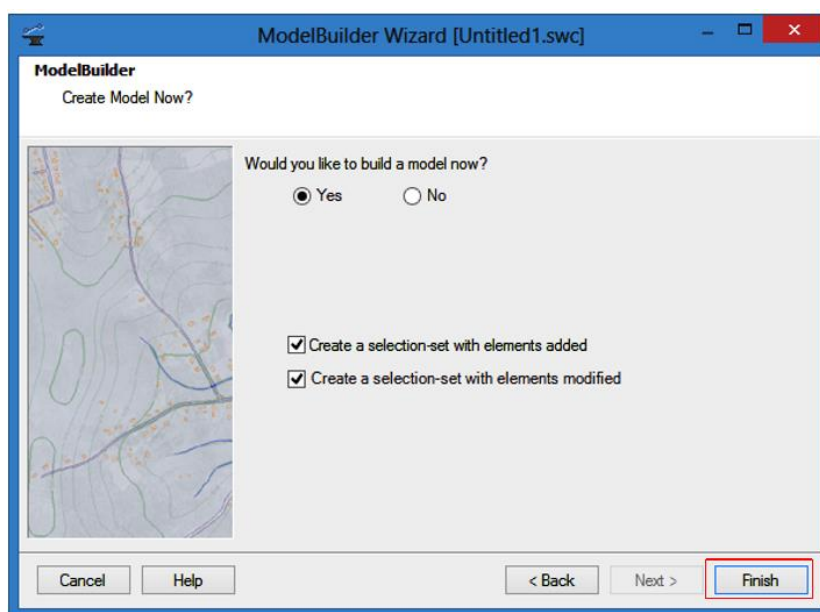 ModelBuilder Wizard [Untitled1.swc]
ModelBuilder
Create Model Now?
Would you like to build a model now?
Yes No
Create a selection-set with elements added
Create a selection-set with elements modified
Cancel Help < Back Next > Finish